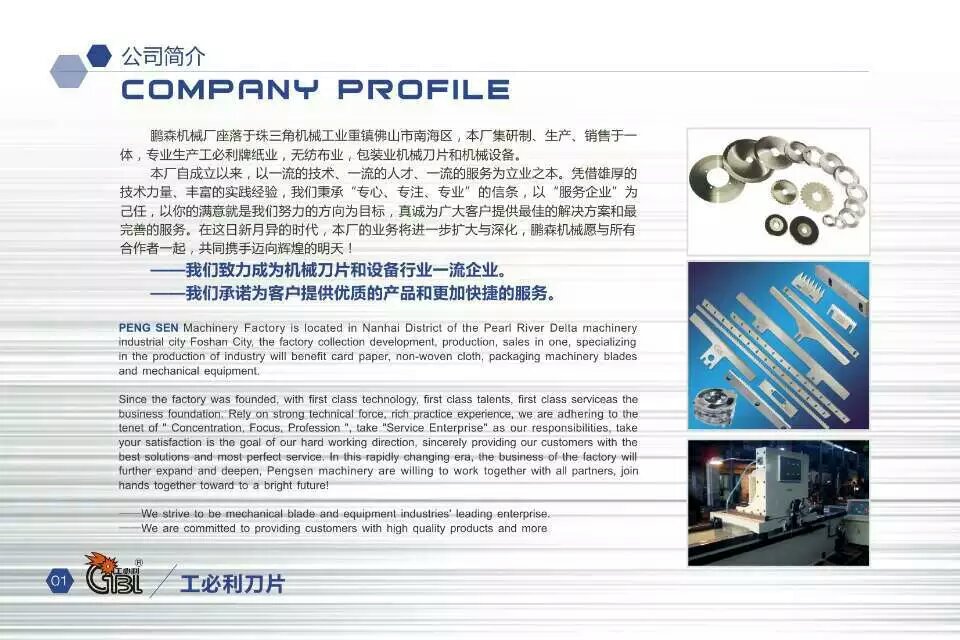 公司简介
COMPANY PROFILE
鹏森机械厂座落于珠三角机械工业重镇佛山市南海区，本厂集研制、生产、销售于一
体，专业生产工必利牌纸业，无纺布业，包装业机械刀片和机械设备。
本厂自成立以来，以一流的技术、一流的人才、一流的服务为立业之本。凭借雄厚的
技术力量、丰富的实践经验，我们秉承“专心、专注、专业”的信条，以“服务企业”为
己任，以你的满意就是我们努力的方向为目标，真诚为广大客户提供最佳的解决方案和最
完善的服务。在这日新月异的时代，本厂的业务将进一步扩大与深化，鹏森机械愿与所有
合作者一起，共同携手迈向辉煌的明天！
——我们致力成为机械刀片和设备行业一流企业。
——我们承诺为客户提供优质的产品和更加快捷的服务。
PENG SEN Machinery Factory is located in Nanhai District of the Pearl River Delta machinery
industrial city Foshan City, the factory collection development, production, sales in one, specializing
in the production of industry will benefit card paper, non-woven cloth, packaging machinery blades
and mechanical equipment.
Since the factory was founded, with first class technology, first class talents, first class serviceas the
business foundation. Rely on strong technical force, rich practice experience, we are adhering to the
tenet of " Concentration, Focus, Profession ", take "Service Enterprise" as our responsibilities, take
your satisfaction is the goal of our hard working direction, sincerely providing our customers with the
best solutions and most perfect service. In this rapidly changing era, the business of the factory will
further expand and deepen, Pengsen machinery are willing to work together with all partners, join
hands together toward to a bright future!
——We strive to be mechanical blade and equipment industries' leading enterprise.
——We are committed to providing customers with high quality products and more
01
工必利
GBL®
工必利刀片